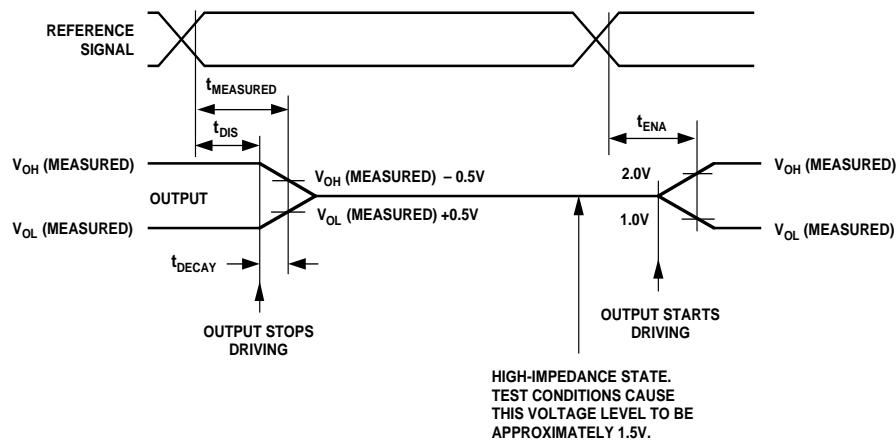 REFERENCE
SIGNAL
tMEASURED
tDIS
tENA
VOH (MEASURED)
VOH (MEASURED) – 0.5V
2.0V
VOH (MEASURED)
OUTPUT
VOL (MEASURED)
VOL (MEASURED) +0.5V
1.0V
VOL (MEASURED)
tDECAY
OUTPUT STOPS
DRIVING
OUTPUT STARTS
DRIVING
HIGH-IMPEDANCE STATE.
TEST CONDITIONS CAUSE
THIS VOLTAGE LEVEL TO BE
APPROXIMATELY 1.5V.